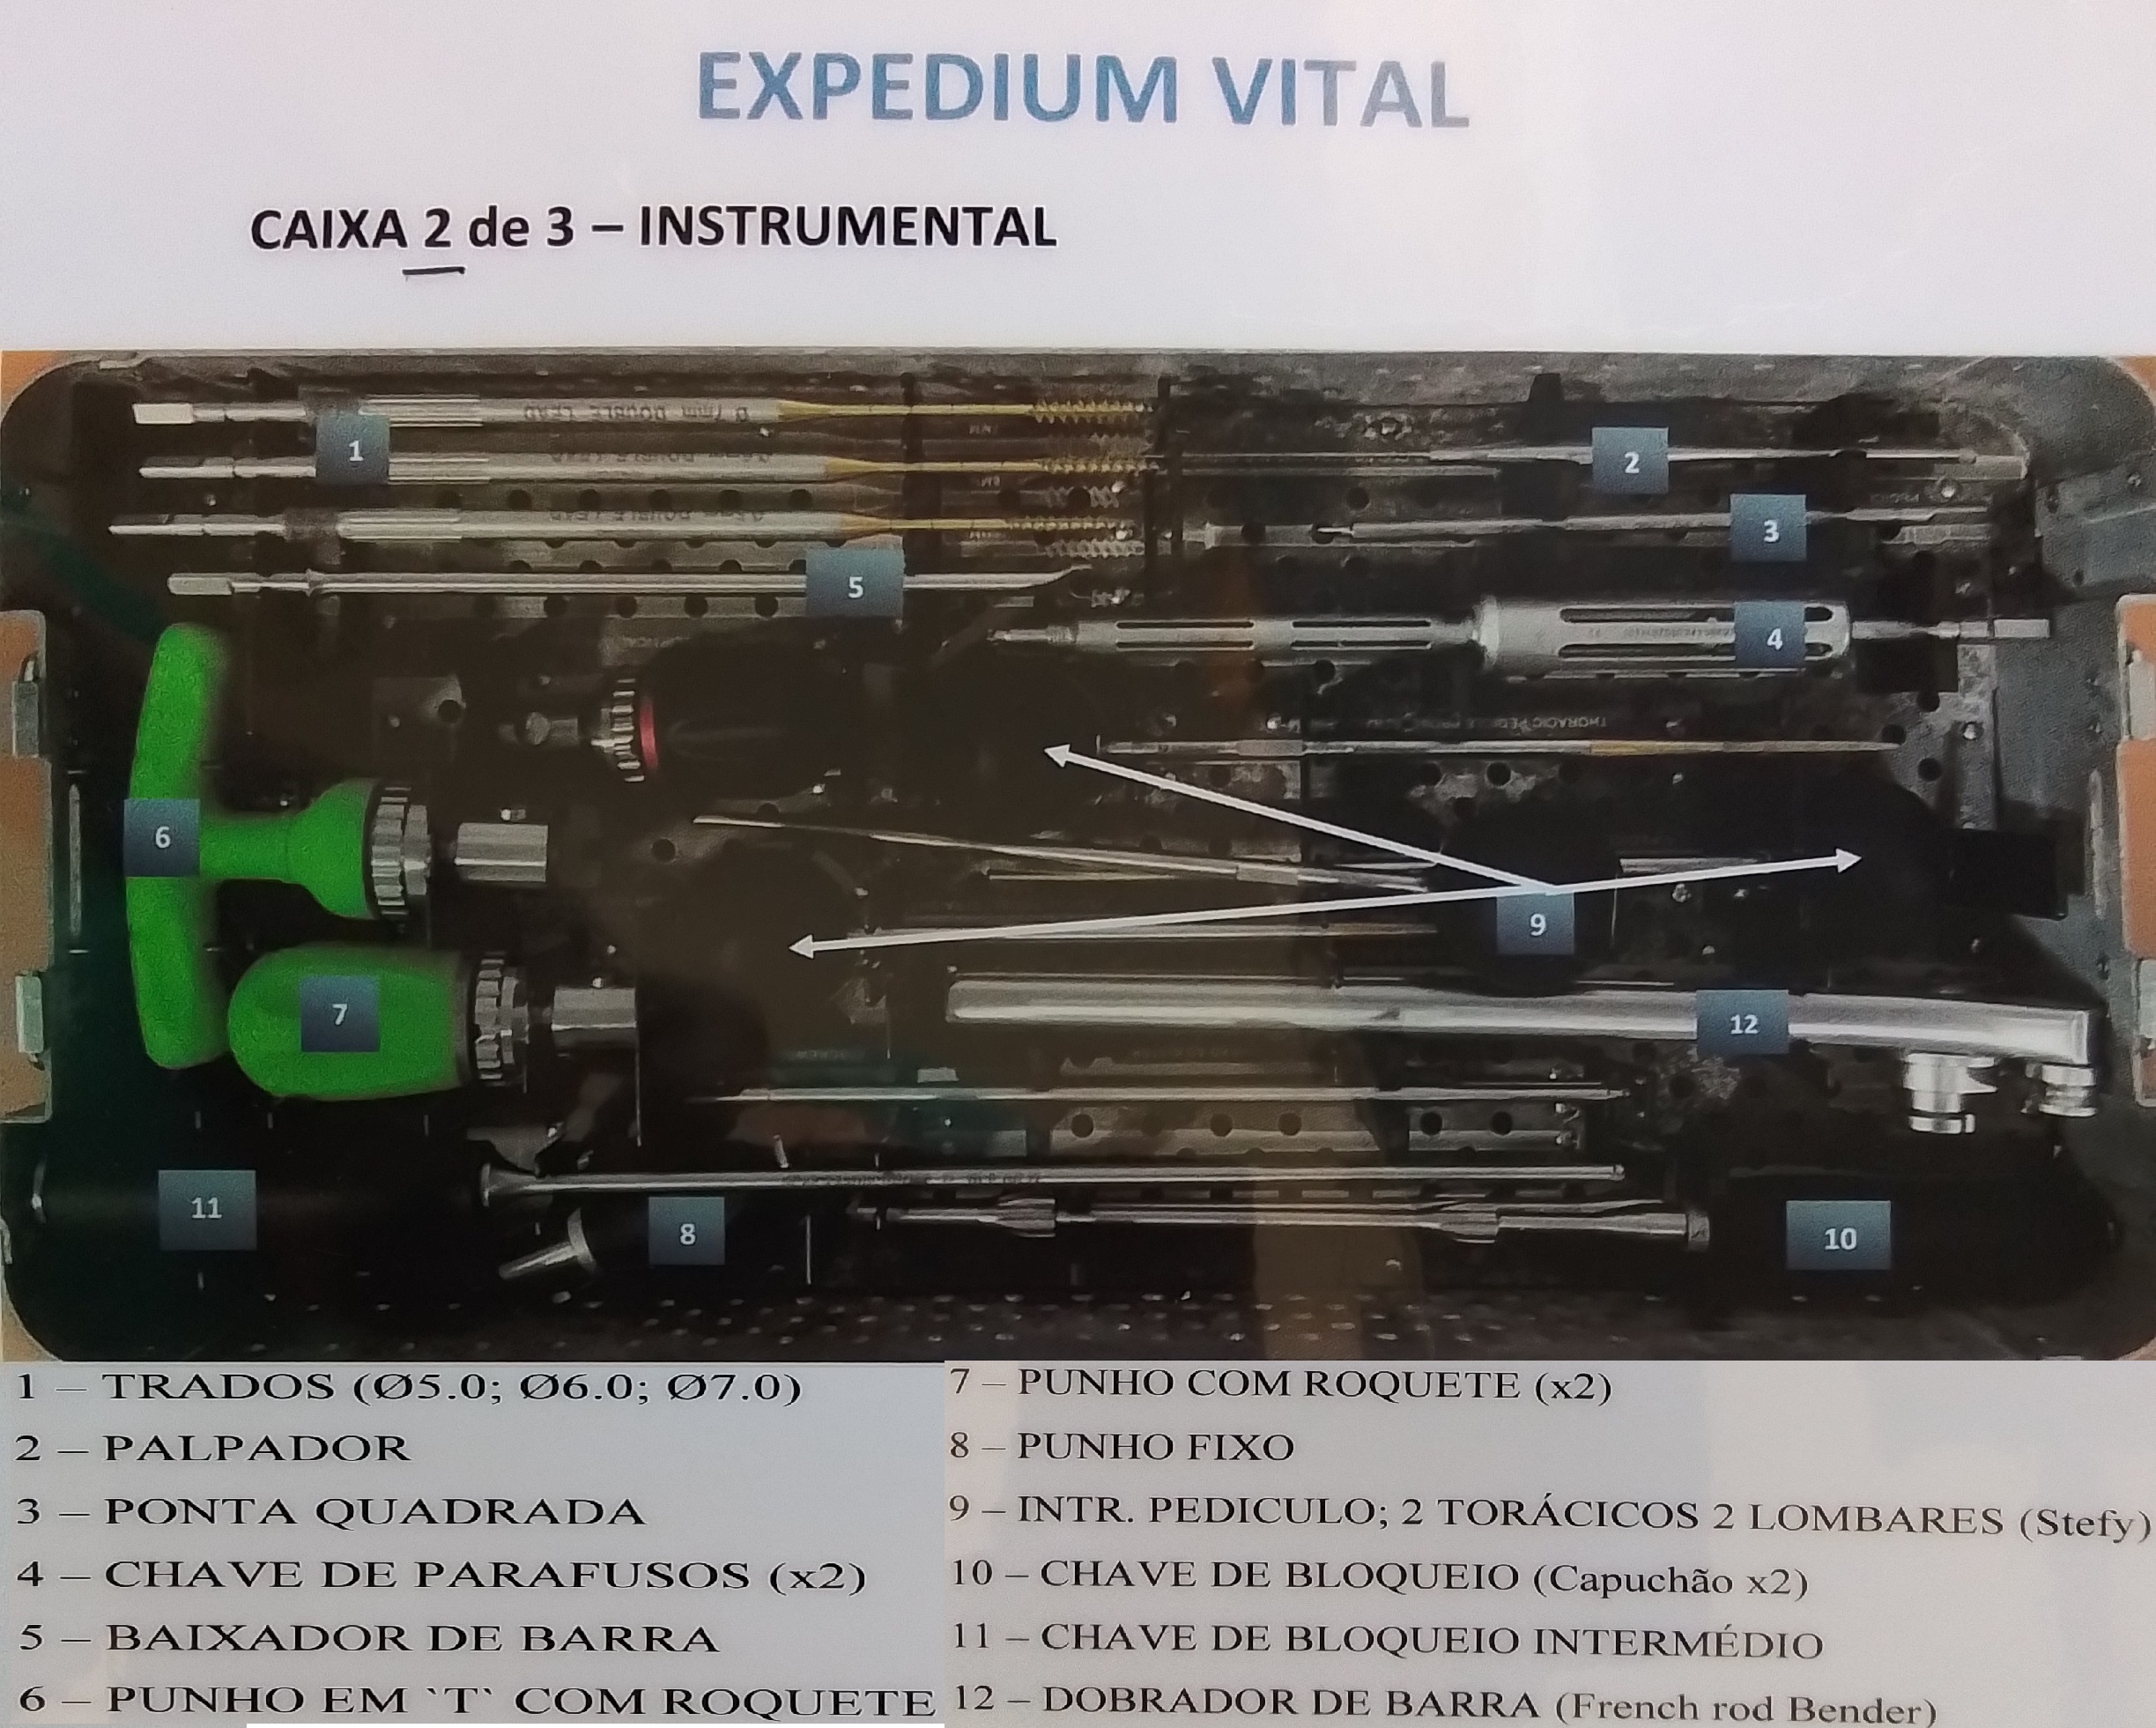 EXPEDIUM VITAL
CAIXA 2 de 3 – INSTRUMENTAL
1
2
3
5
4
6
9
7
12
11
8
10
1 – TRADOS (Ø5.0; Ø6.0; Ø7.0)
2 – PALPADOR
3 – PONTA QUADRADA
4 – CHAVE DE PARAFUSOS (x2)
5 – BAIXADOR DE BARRA
6 – PUNHO EM `T` COM ROQUETE
7 – PUNHO COM ROQUETE (x2)
8 – PUNHO FIXO
9 – INTR. PEDICULO; 2 TORÁCICOS 2 LOMBARES (Stefy)
10 – CHAVE DE BLOQUEIO (Capuchão x2)
11 – CHAVE DE BLOQUEIO INTERMÉDIO
12 – DOBRADOR DE BARRA (French rod Bender)